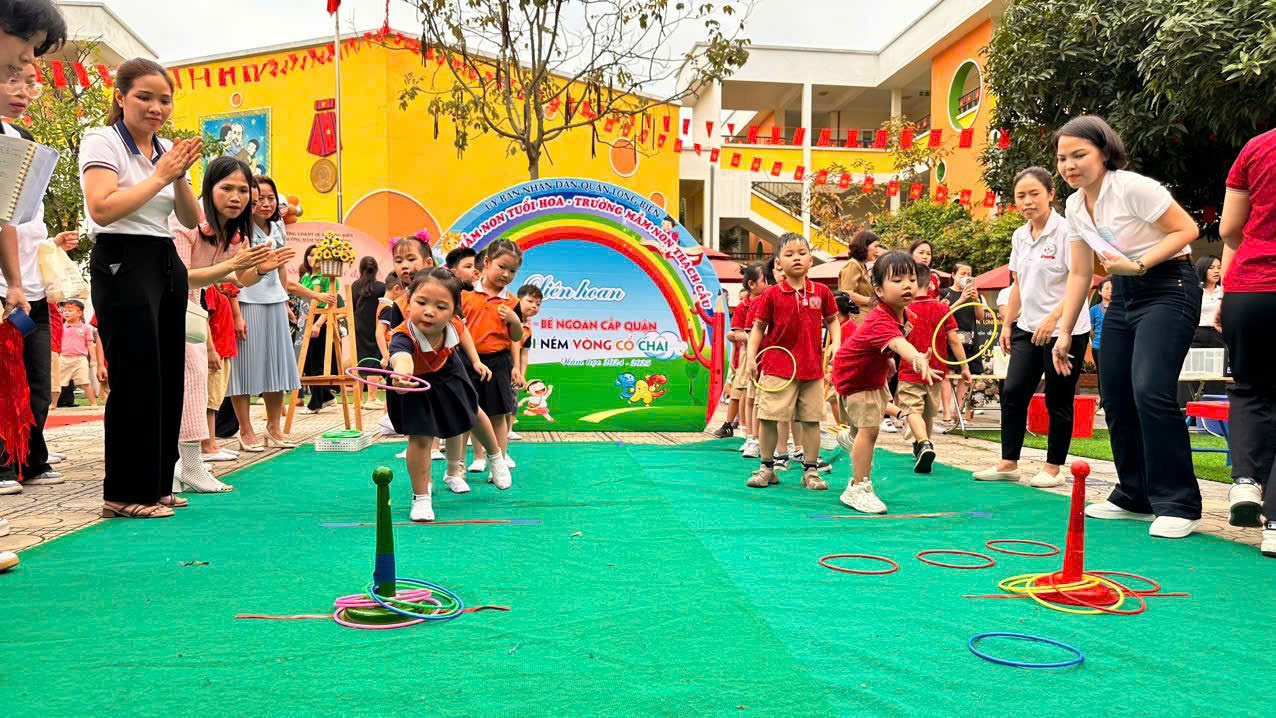 ỦY BAN NHÂN DÂN QUẬN LONG BIÊN
MẦM NON TUỔI HOA - TRƯỜNG MẦM NON THẠCH CẦU
Liên hoan
- BÉ NGOAN CẤP QUẬN
I NÉM VÒNG CỔ CHAI
Năm học 2024 - 2025